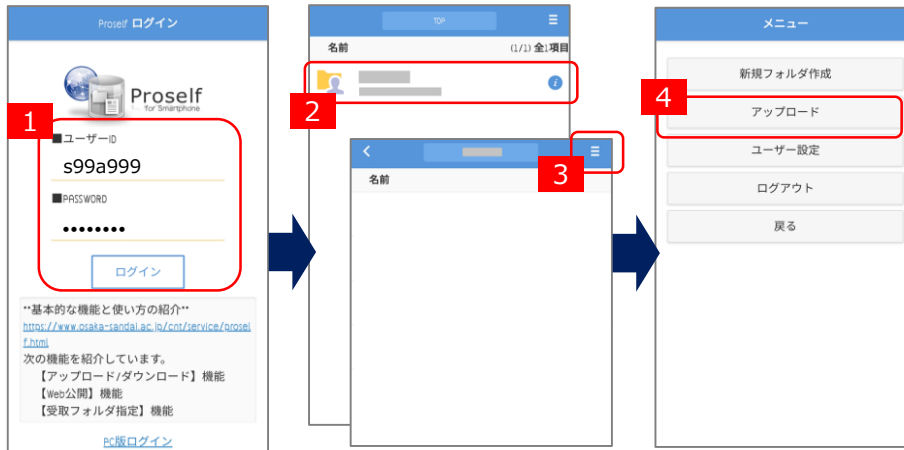 Proself ログイン
Proself
for Smartphone
1
■ユーザーID
s99a999
■PASSWORD
••••••••
ログイン
**基本的な機能と使い方の紹介**
https://www.osaka-sandai.ac.jp/cnt/service/prosel
f.html
次の機能を紹介しています。
【アップロード/ダウンロード】機能
【Web公開】機能
【受取フォルダ指定】機能
PC版ログイン
TOP
名前 (1/1) 全1項目
2
3
名前
メニュー
新規フォルダ作成
4
アップロード
ユーザー設定
ログアウト
戻る